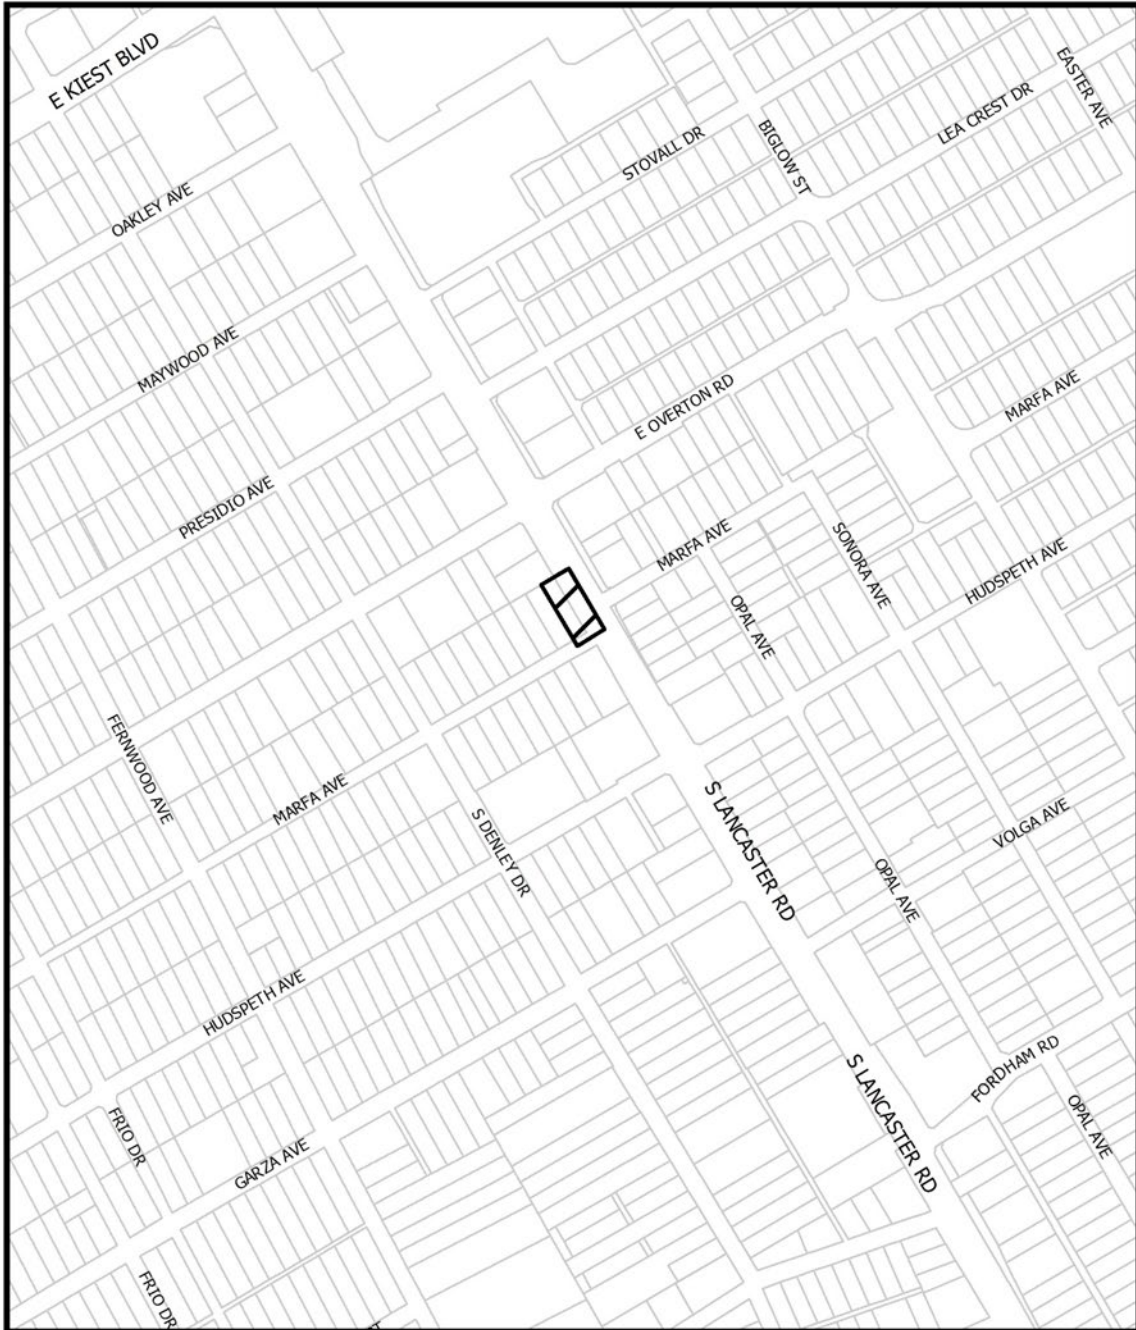 E KIEST BLVD
EASTER AVE
LEA CREST DR
STOVALL DR
BIGLOW ST
OAKLEY AVE
MAYWOOD AVE
E OVERTON RD
MARFA AVE
PRESIDIO AVE
MARFA AVE
SONORA AVE
HUDSPETH AVE
OPAL AVE
FERNWOOD AVE
MARFA AVE
S DENLEY DR
S LANCASTER RD
VOLGA AVE
OPAL AVE
HUDSPETH AVE
FORDHAM RD
S LANCASTER RD
OPAL AVE
FRIO DR
GARZA AVE
FRIO DR